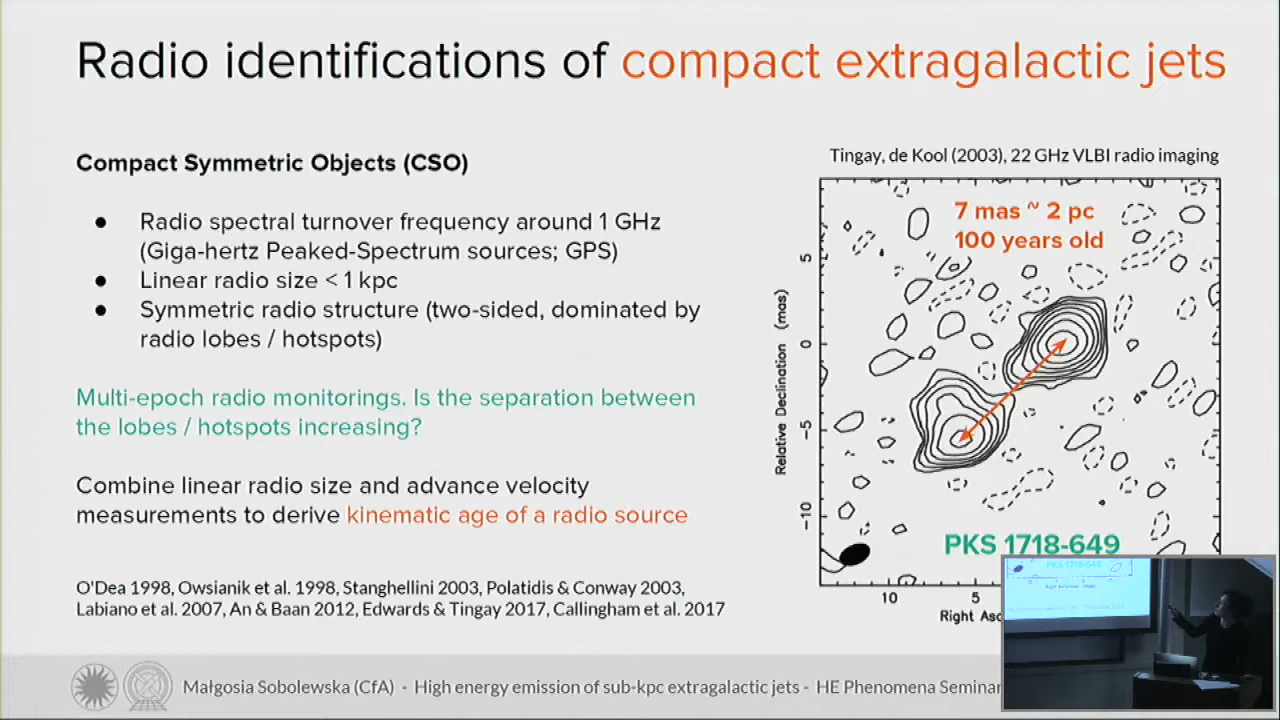 Radio identifications of compact extragalactic jets
Compact Symmetric Objects (CSO)
● Radio spectral turnover frequency around 1 GHz
(Giga-hertz Peaked-Spectrum sources; GPS)
● Linear radio size < 1 kpc
● Symmetric radio structure (two-sided, dominated by
radio lobes / hotspots)
Multi-epoch radio monitorings. Is the separation between
the lobes / hotspots increasing?
Combine linear radio size and advance velocity
measurements to derive kinematic age of a radio source
O'Dea 1998, Owsianik et al. 1998, Stanghellini 2003, Polatidis & Conway 2003,
Labiano et al. 2007, An & Baan 2012, Edwards & Tingay 2017, Callingham et al. 2017
Tingay, de Kool (2003), 22 GHz VLBI radio imaging
7 mas ~ 2 pc
100 years old
Relative Declination (mas)
5
0
−5
−10
PKS 1718-649
10 5
Right Asc
PKS 1718-649
Małgosia Sobolewska (CfA) - High energy emission of sub-kpc extragalactic jets - HE Phenomena Seminar